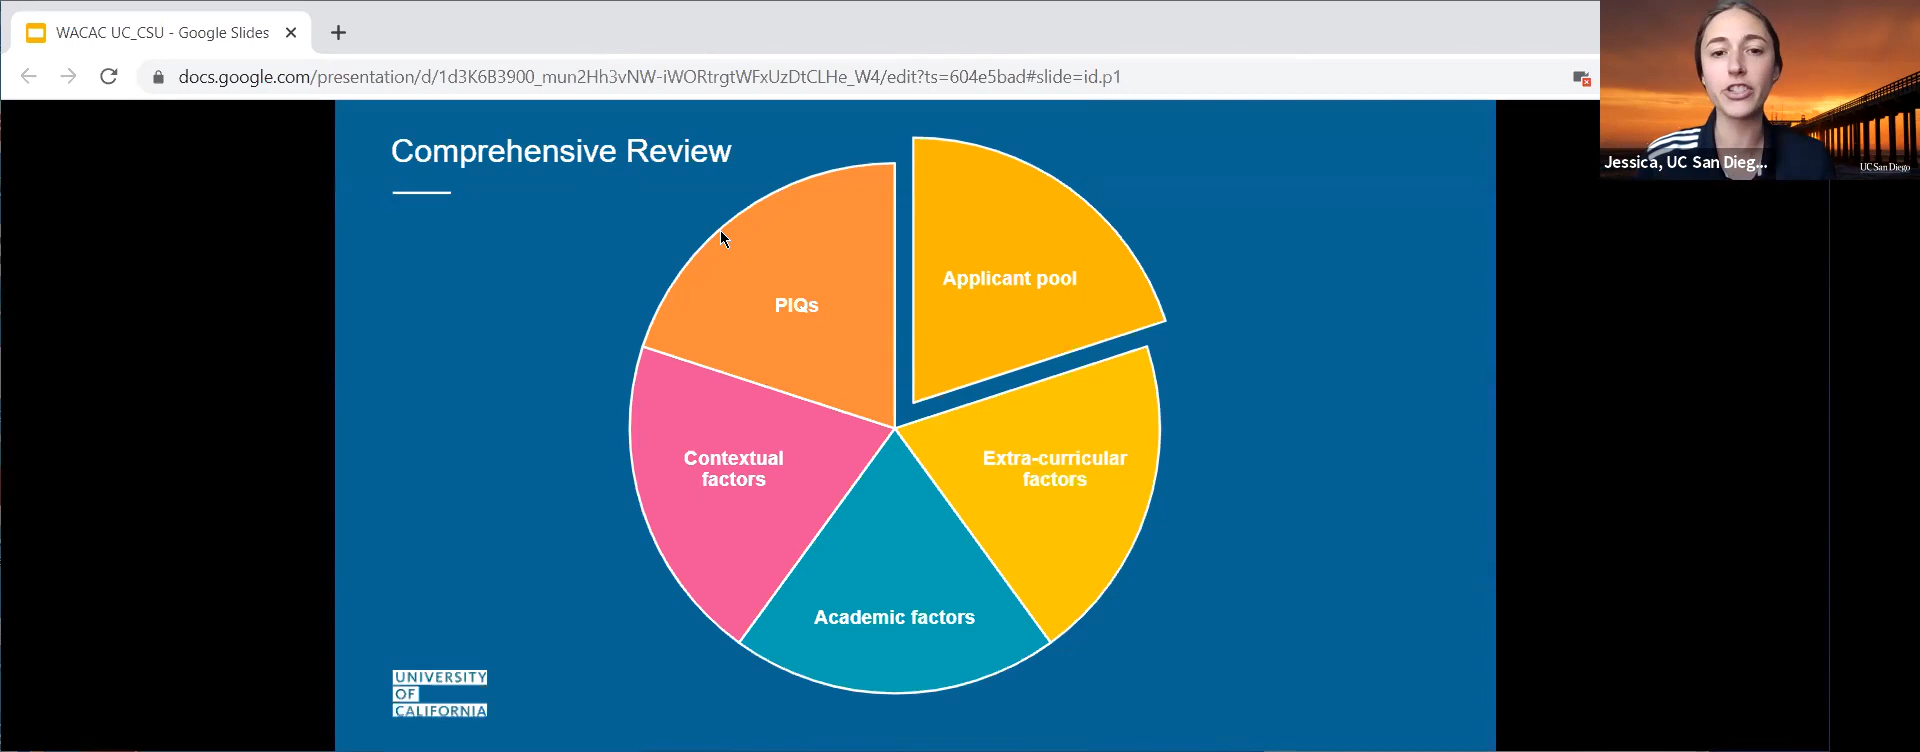 WACAC UC_CSU - Google Slides
docs.google.com/presentation/d/1d3K6B3900_mun2Hh3vNW-iWORtrgtWFxUzDtCLHe_W4/edit?ts=604e5bad#slide=id.p1
Jessica, UC San Dieg...
UC San Diego
Comprehensive Review
Applicant pool
PIQs
Contextual
factors
Extra-curricular
factors
Academic factors
UNIVERSITY
OF
CALIFORNIA